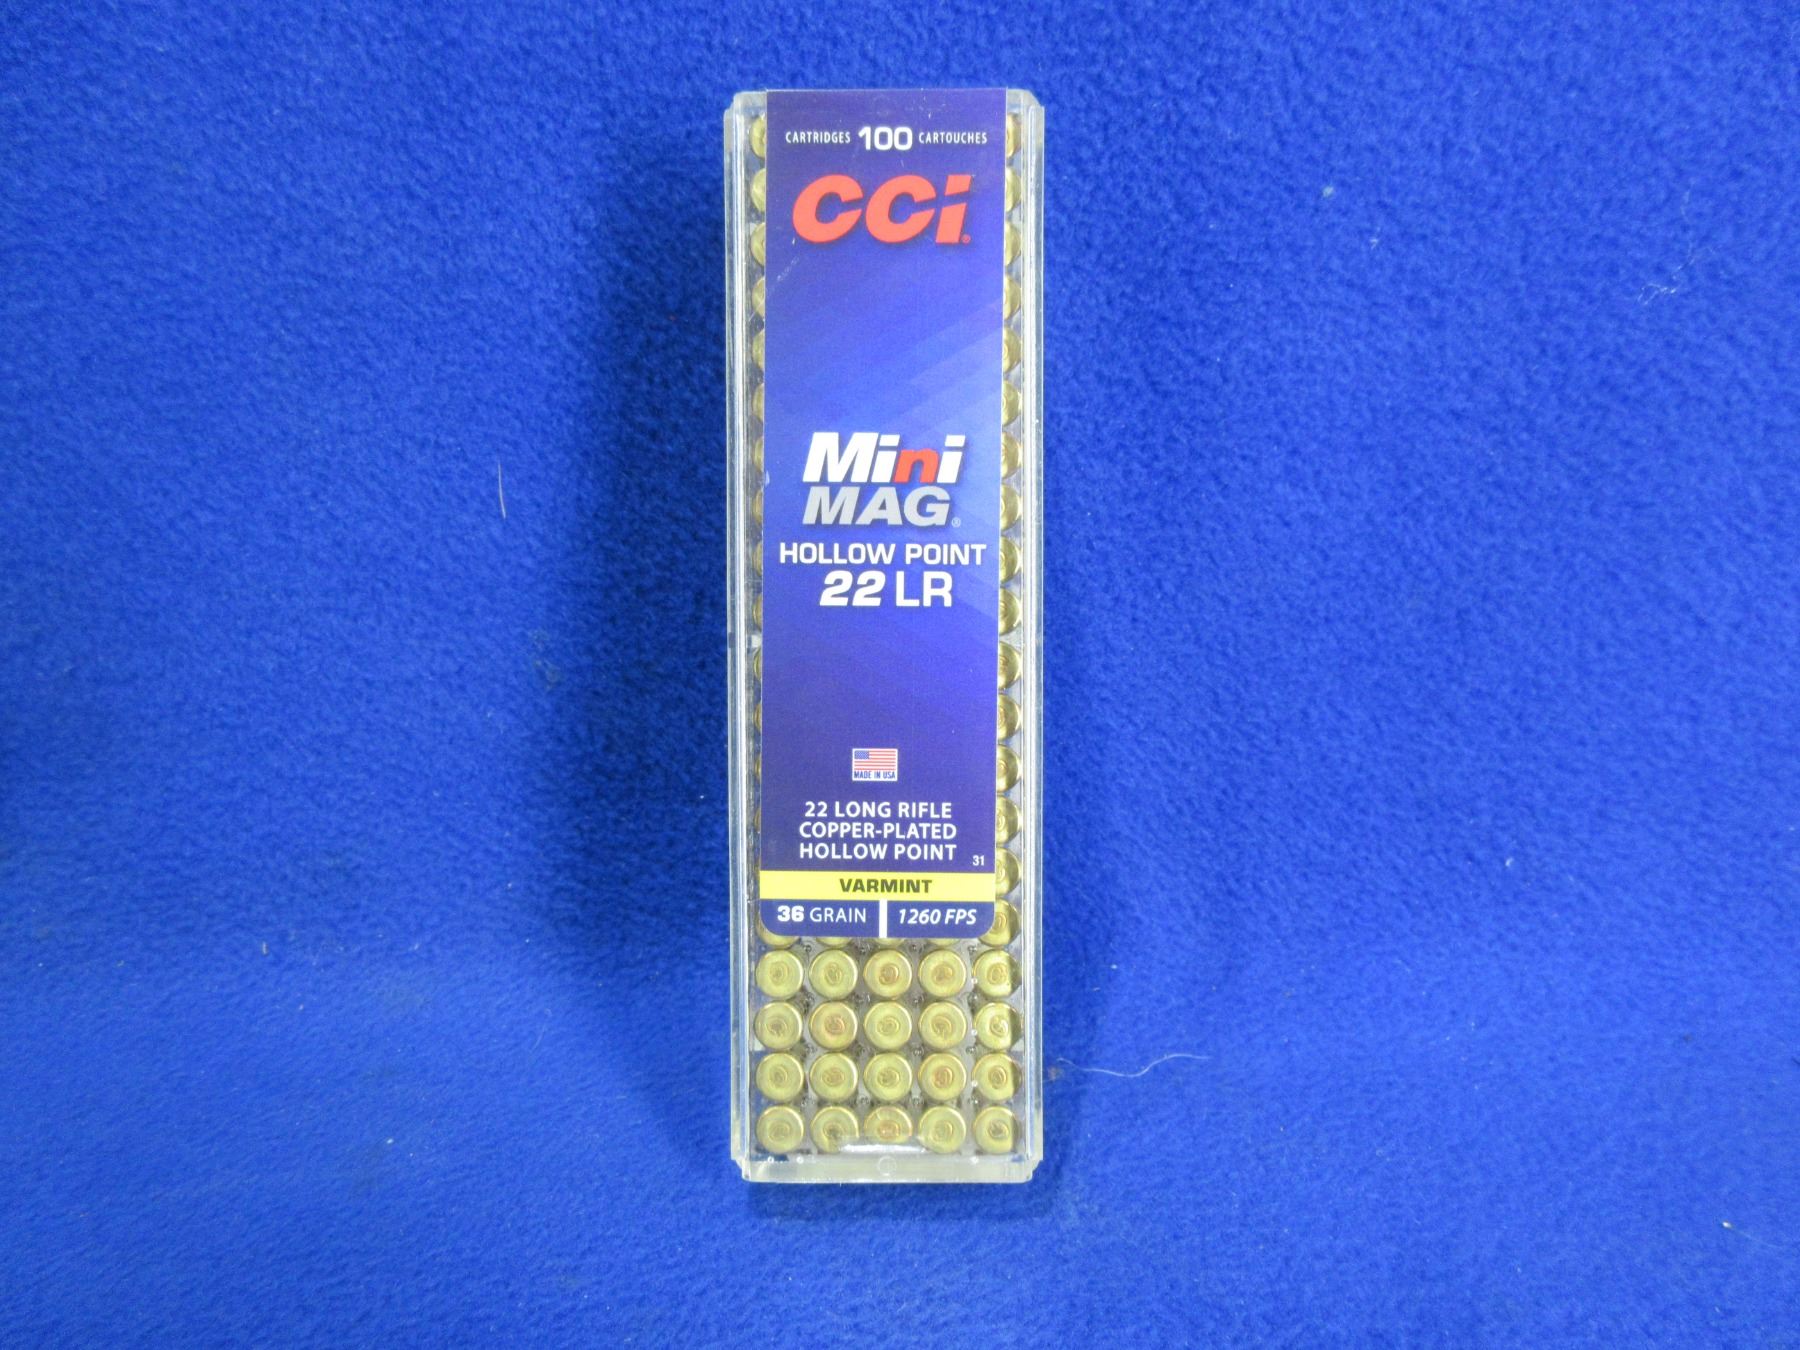 CARTRIDGES 100 CARTOUCHES
CCI®
Mini
MAG®
HOLLOW POINT
22 LR
MADE IN USA
22 LONG RIFLE
COPPER-PLATED
HOLLOW POINT
31
VARMINT
36 GRAIN 1260 FPS